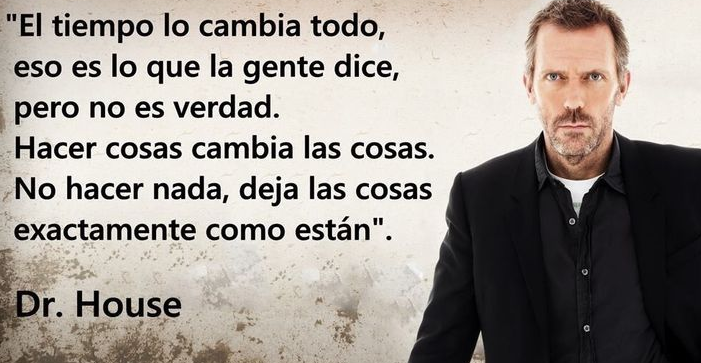 "El tiempo lo cambia todo,
eso es lo que la gente dice,
pero no es verdad.
Hacer cosas cambia las cosas.
No hacer nada, deja las cosas
exactamente como están".
Dr. House